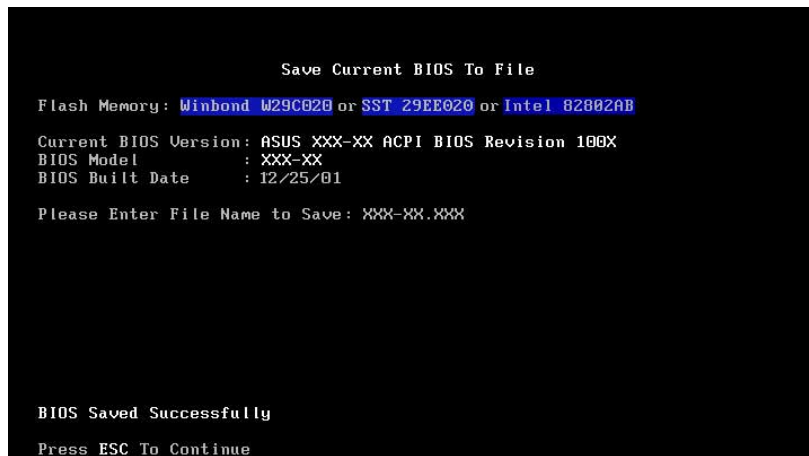 Save Current BIOS To File
Flash Memory: Winbond W29C020 or SST 29EE020 or Intel 82802AB
Current BIOS Version: ASUS XXX-XX ACPI BIOS Revision 100X
BIOS Model : XXX-XX
BIOS Built Date : 12/25/01
Please Enter File Name to Save: XXX-XX.XXX
BIOS Saved Successfully
Press ESC To Continue